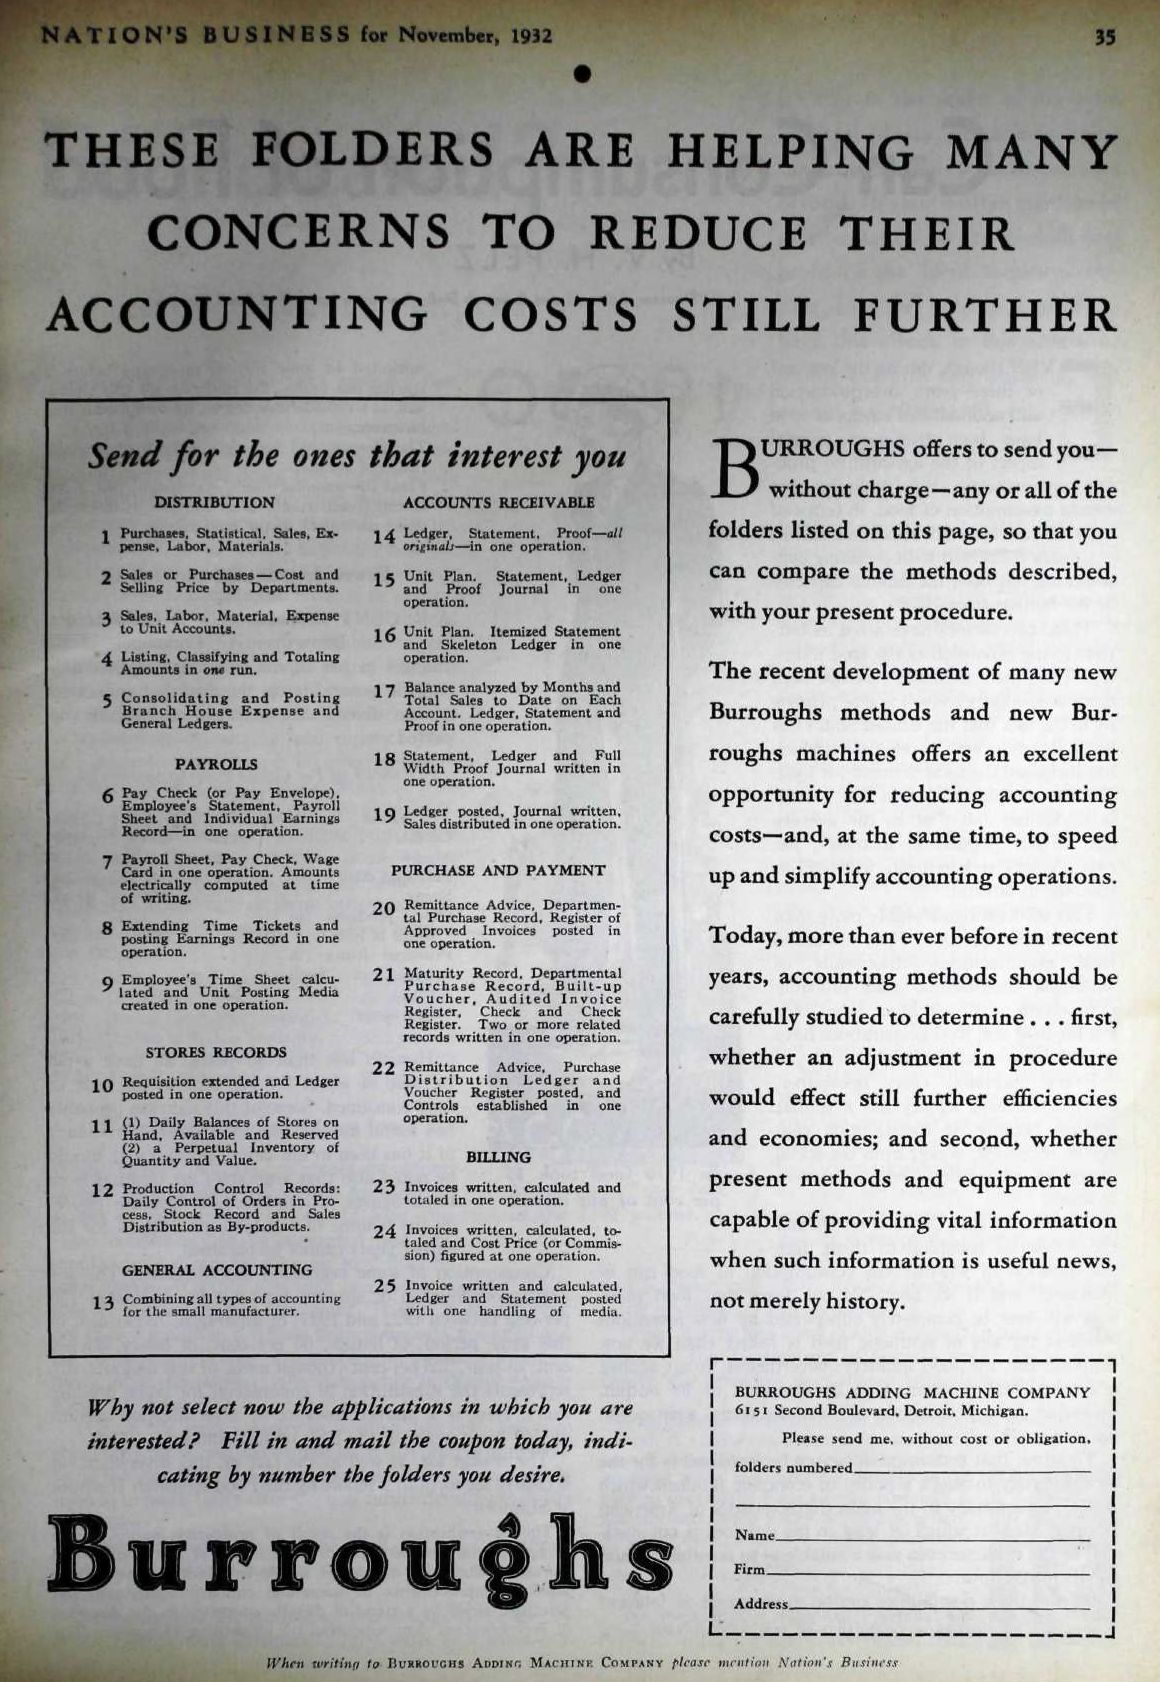 NATION'S BUSINESS for November, 1932
35
THESE FOLDERS ARE HELPING MANY
CONCERNS TO REDUCE THEIR
ACCOUNTING COSTS STILL FURTHER
Send for the ones that interest you
DISTRIBUTION
1 Purchases, Statistical, Sales, Ex-
pense, Labor, Materials.
2 Sales or Purchases—Cost and
Selling Price by Departments.
3 Sales, Labor, Material, Expense
to Unit Accounts.
4 Listing, Classifying and Totaling
Amounts in one run.
5 Consolidating and Posting
Branch House Expense and
General Ledgers.
PAYROLLS
6 Pay Check (or Pay Envelope),
Employee's Statement, Payroll
Sheet and Individual Earnings
Record—in one operation.
7 Payroll Sheet, Pay Check, Wage
Card in one operation. Amounts
electrically computed at time
of writing.
8 Extending Time Tickets and
posting Earnings Record in one
operation.
9 Employee's Time Sheet calcu-
lated and Unit Posting Media
created in one operation.
STORES RECORDS
10 Requisition extended and Ledger
posted in one operation.
11 (1) Daily Balances of Stores on
Hand, Available and Reserved
(2) a Perpetual Inventory of
Quantity and Value.
12 Production Control Records:
Daily Control of Orders in Pro-
cess, Stock Record and Sales
Distribution as By-products.
GENERAL ACCOUNTING
13 Combining all types of accounting
for the small manufacturer.
ACCOUNTS RECEIVABLE
14 Ledger, Statement, Proof—all
originals—in one operation.
15 Unit Plan. Statement, Ledger
and Proof Journal in one
operation.
16 Unit Plan. Itemized Statement
and Skeleton Ledger in one
operation.
17 Balance analyzed by Months and
Total Sales to Date on Each
Account. Ledger, Statement and
Proof in one operation.
18 Statement, Ledger and Full
Width Proof Journal written in
one operation.
19 Ledger posted, Journal written,
Sales distributed in one operation.
PURCHASE AND PAYMENT
20 Remittance Advice, Departmen-
tal Purchase Record, Register of
Approved Invoices posted in
one operation.
21 Maturity Record, Departmental
Purchase Record, Built-up
Voucher, Audited Invoice
Register, Check and Check
Register. Two or more related
records written in one operation.
22 Remittance Advice, Purchase
Distribution Ledger and
Voucher Register posted, and
Controls established in one
operation.
BILLING
23 Invoices written, calculated and
totaled in one operation.
24 Invoices written, calculated, to-
taled and Cost Price (or Commis-
sion) figured at one operation.
25 Invoice written and calculated,
Ledger and Statement posted
with one handling of media.
BURROUGHS offers to send you—
without charge—any or all of the
folders listed on this page, so that you
can compare the methods described,
with your present procedure.
The recent development of many new
Burroughs methods and new Bur-
roughs machines offers an excellent
opportunity for reducing accounting
costs—and, at the same time, to speed
up and simplify accounting operations.
Today, more than ever before in recent
years, accounting methods should be
carefully studied to determine . . . first,
whether an adjustment in procedure
would effect still further efficiencies
and economies; and second, whether
present methods and equipment are
capable of providing vital information
when such information is useful news,
not merely history.
Why not select now the applications in which you are
interested? Fill in and mail the coupon today, indi-
cating by number the folders you desire.
Burroughs
BURROUGHS ADDING MACHINE COMPANY
6151 Second Boulevard, Detroit, Michigan.
Please send me, without cost or obligation,
folders numbered
Name
Firm
Address
When writing to BURROUGHS ADDING MACHINE COMPANY please mention Nation's Business